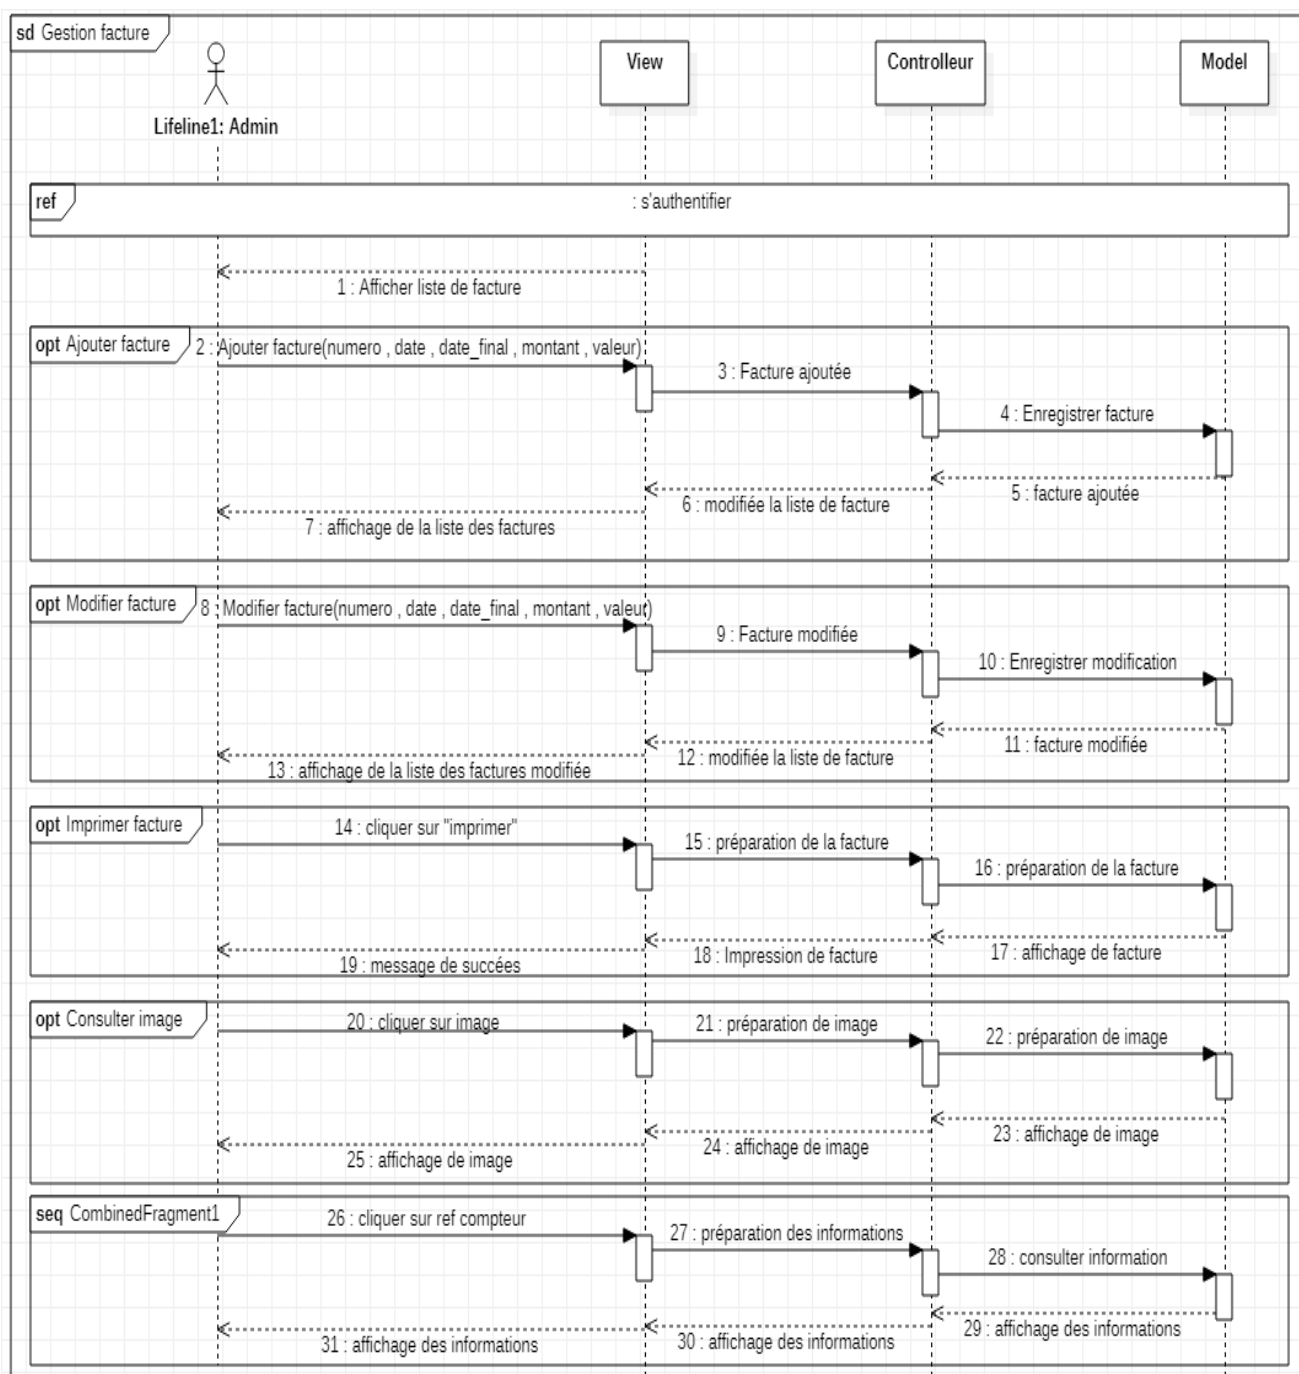 sd Gestion facture
View
Controlleur
Model
Lifeline1: Admin
ref
: s'authentifier
1 : Afficher liste de facture
opt Ajouter facture
2 : Ajouter facture(numero , date , date_final , montant , valeur)
3 : Facture ajoutée
4 : Enregistrer facture
5 : facture ajoutée
6 : modifiée la liste de facture
7 : affichage de la liste des factures
opt Modifier facture
8 : Modifier facture(numero , date , date_final , montant , valeur)
9 : Facture modifiée
10 : Enregistrer modification
11 : facture modifiée
12 : modifiée la liste de facture
13 : affichage de la liste des factures modifiée
opt Imprimer facture
14 : cliquer sur "imprimer"
15 : préparation de la facture
16 : préparation de la facture
17 : affichage de facture
18 : Impression de facture
19 : message de succées
opt Consulter image
20 : cliquer sur image
21 : préparation de image
22 : préparation de image
23 : affichage de image
24 : affichage de image
25 : affichage de image
seq CombinedFragment1
26 : cliquer sur ref compteur
27 : préparation des informations
28 : consulter information
29 : affichage des informations
30 : affichage des informations
31 : affichage des informations